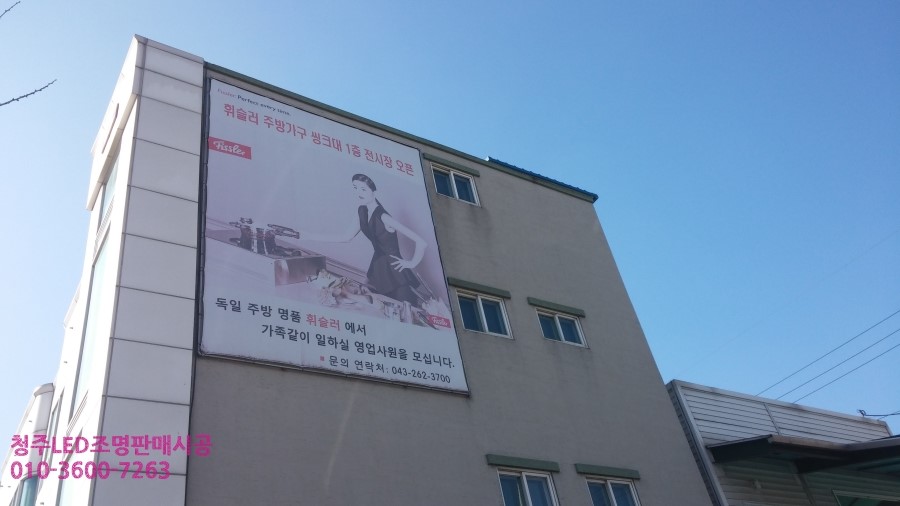 Fissler Perfect every time
휘슬러 주방기구 씽크대 1층 전시장 오픈
Fissler
독일 주방 명품 휘슬러 에서
가족같이 일하실 영업사원을 모십니다.
* 문의 연락처: 043-262-3700
Fissler
청주LED조명판매시공
010-3600-7263